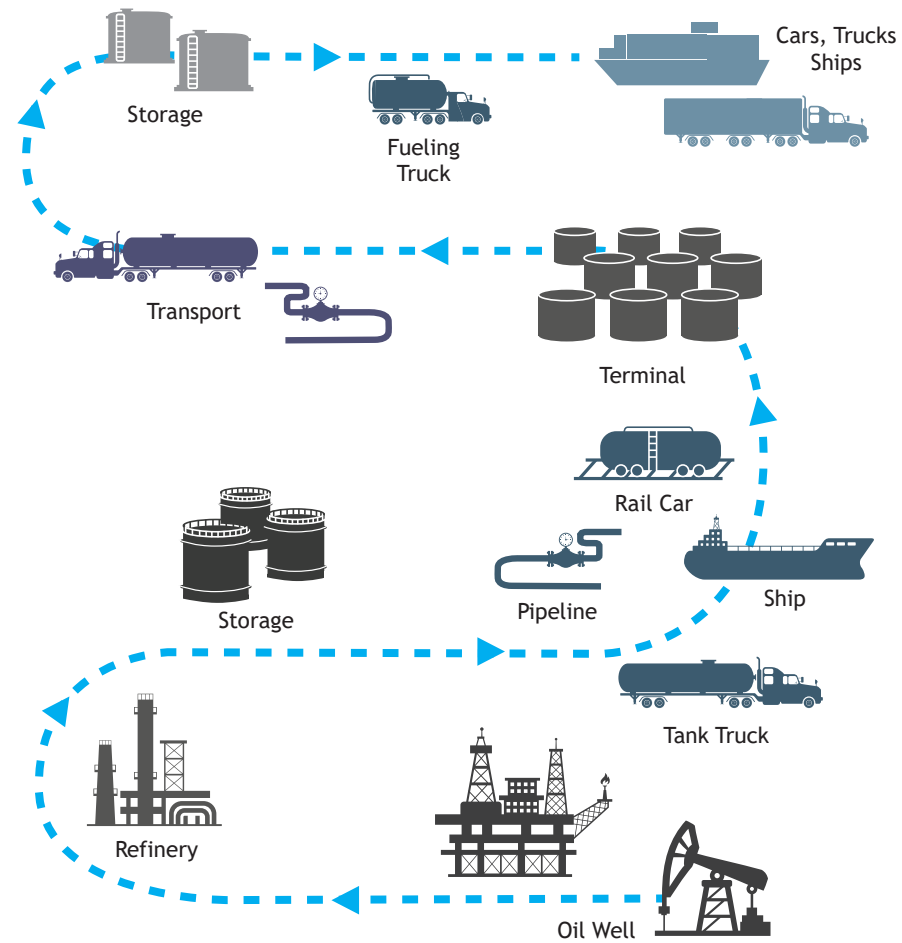 Cars, Trucks
Ships
Storage
Fueling
Truck
Transport
Terminal
Rail Car
Pipeline
Ship
Storage
Tank Truck
Refinery
Oil Well